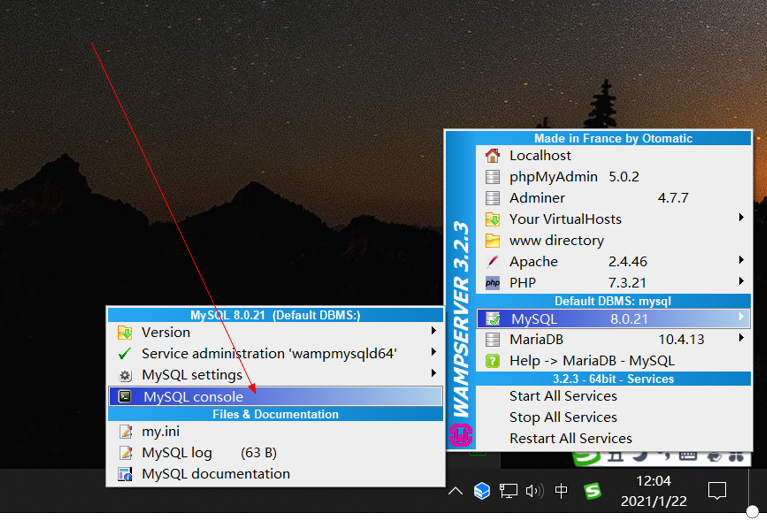 Made in France by Otomatic
Localhost
phpMyAdmin 5.0.2
Adminer 4.7.7
Your VirtualHosts
www directory
Apache 2.4.46
php PHP 7.3.21
Default DBMS: mysql
MySQL 8.0.21
MariaDB 10.4.13
Help -> MariaDB - MySQL
3.2.3 - 64bit - Services
Start All Services
Stop All Services
Restart All Services
WAMPSERVER 3.2.3
MySQL 8.0.21 (Default DBMS:)
Version
Service administration 'wampmysqld64'
MySQL settings
MySQL console
Files & Documentation
my.ini
MySQL log (63 B)
MySQL documentation
中
12:04
2021/1/22